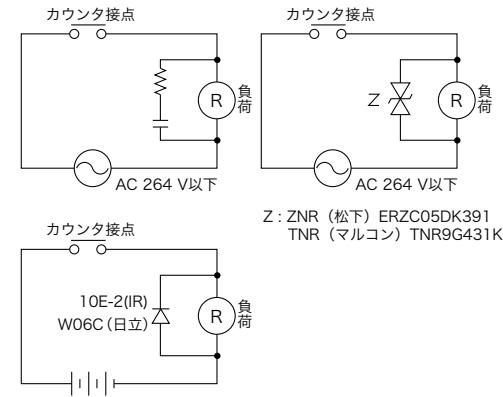 カウンタ接点
R
負荷
AC 264 V以下
カウンタ接点
Z
R
負荷
AC 264 V以下
Z : ZNR（松下）ERZC05DK391
TNR（マルコン）TNR9G431K
カウンタ接点
10E-2(IR)
W06C（日立）
R
負荷